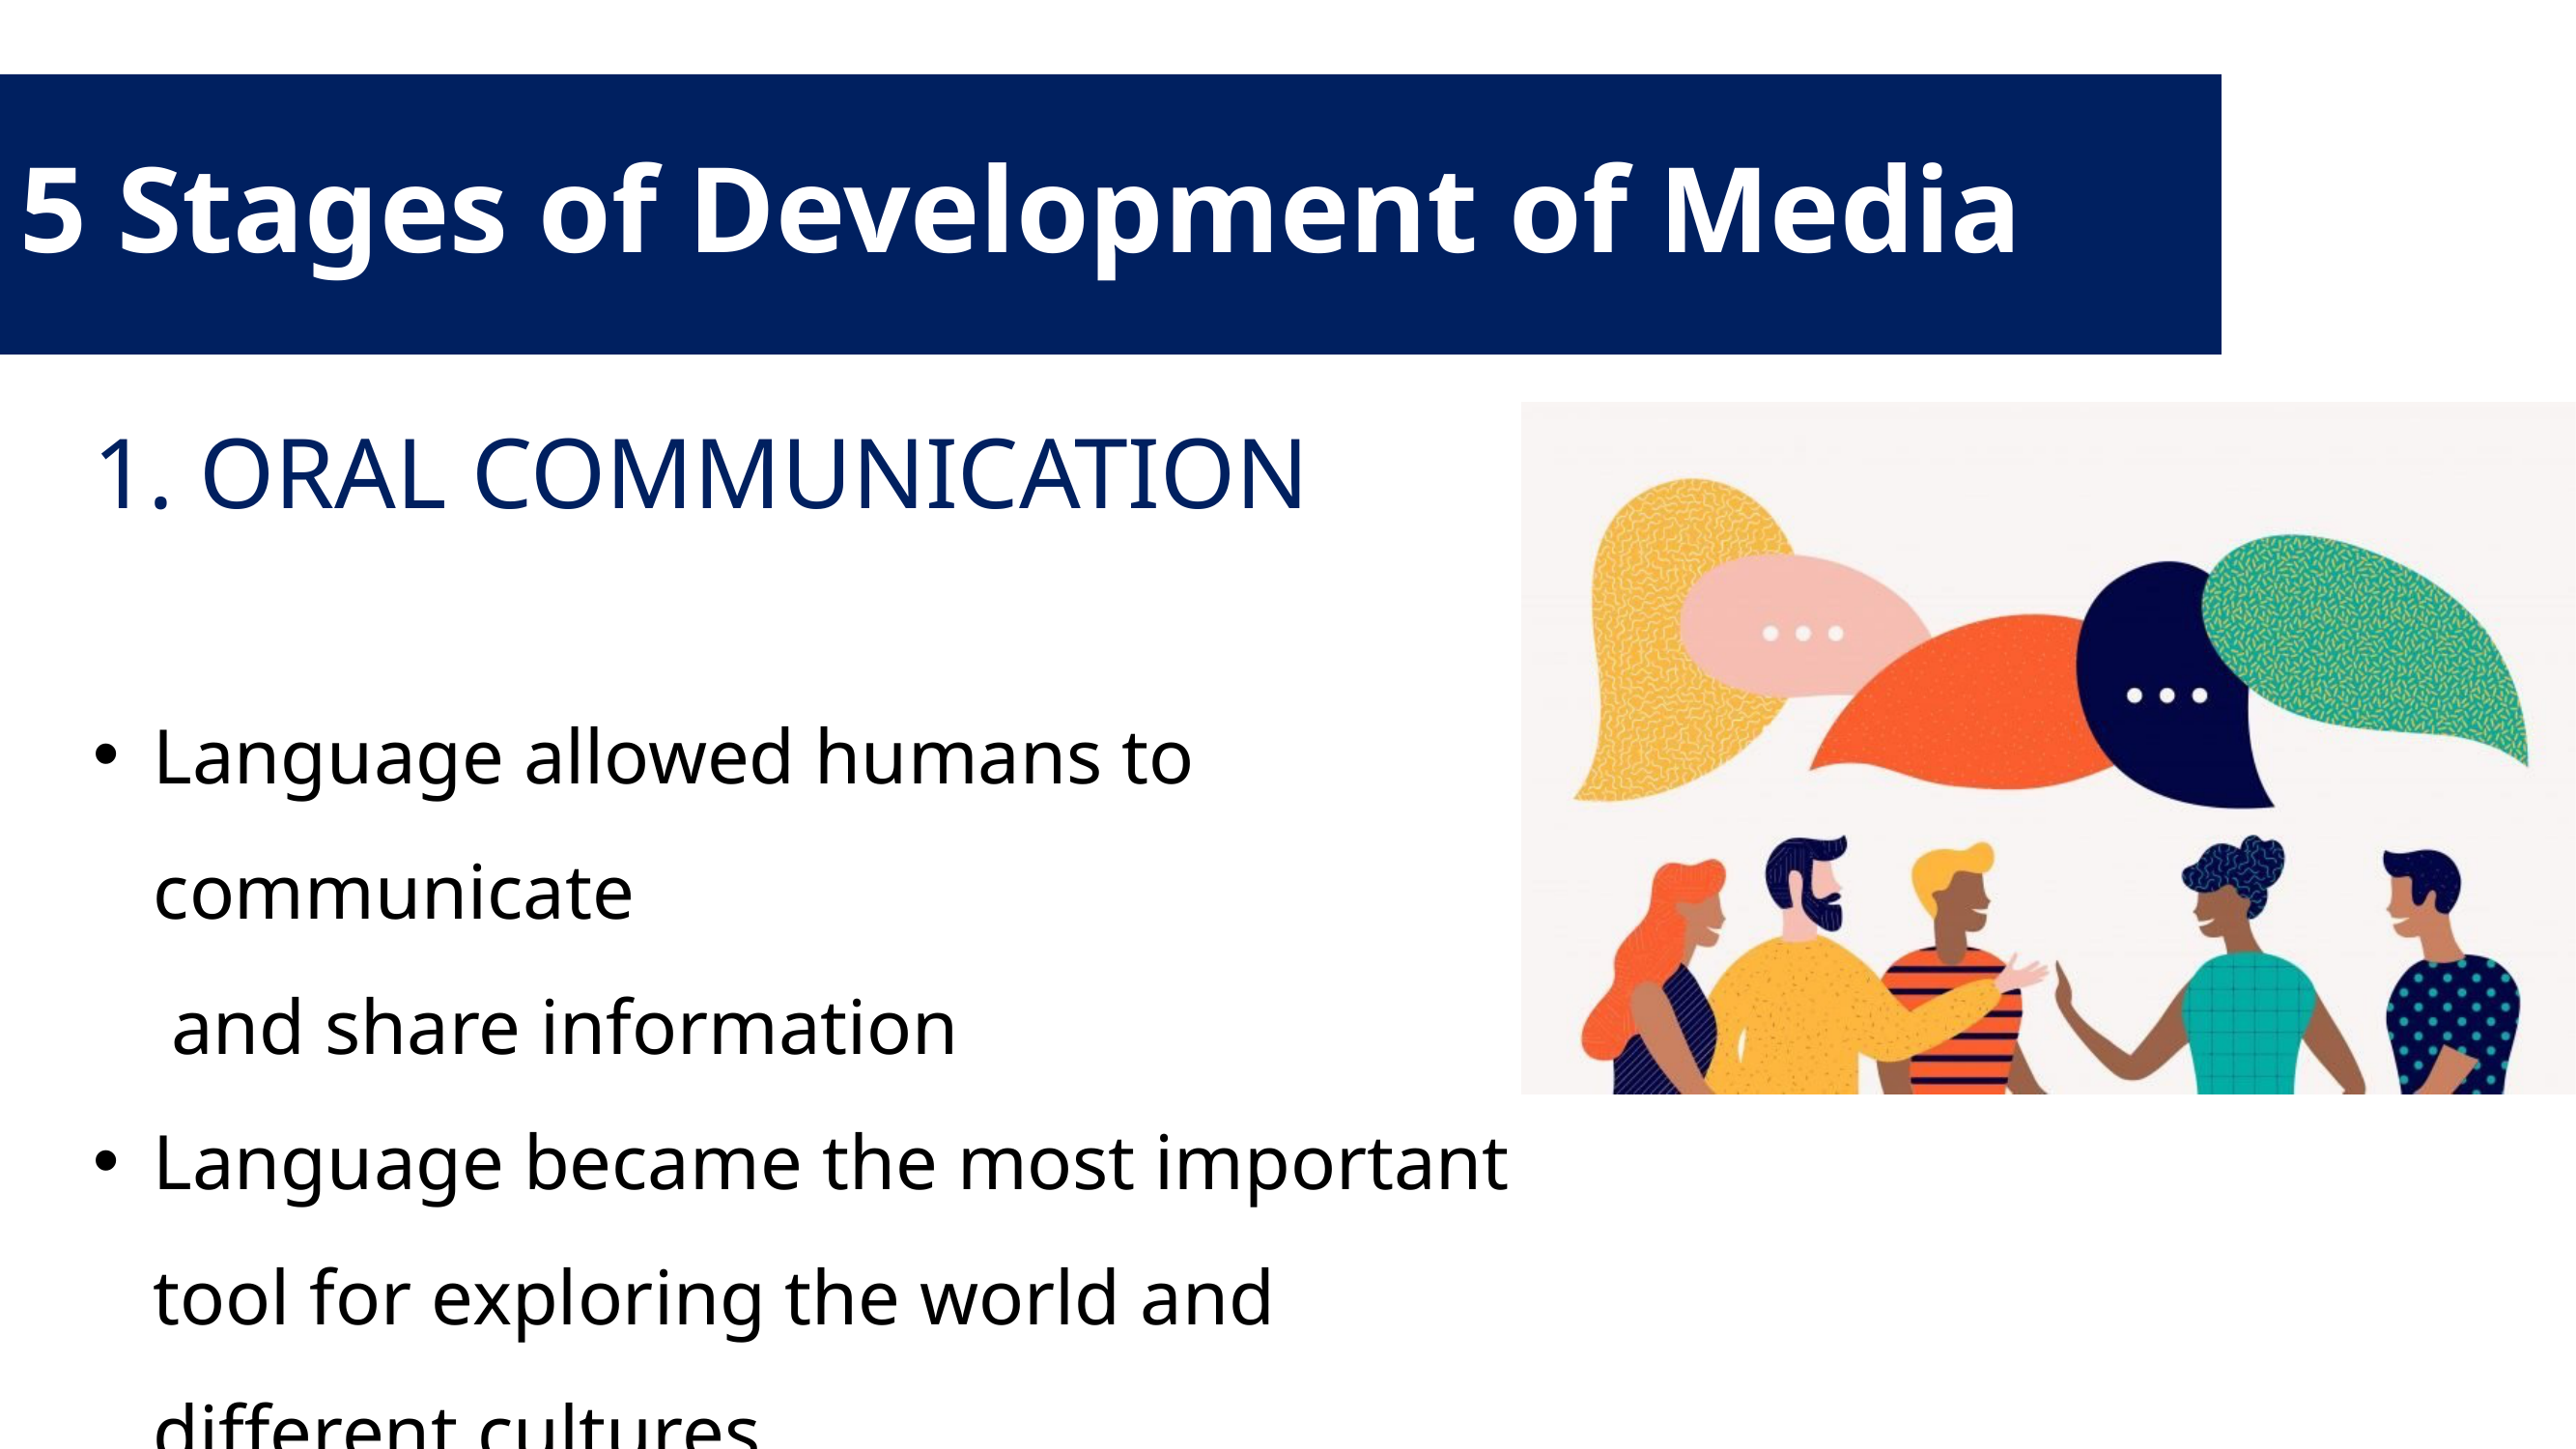 5 Stages of Development of Media
1. ORAL COMMUNICATION
• Language allowed humans to
communicate
and share information
• Language became the most important
tool for exploring the world and
different cultures